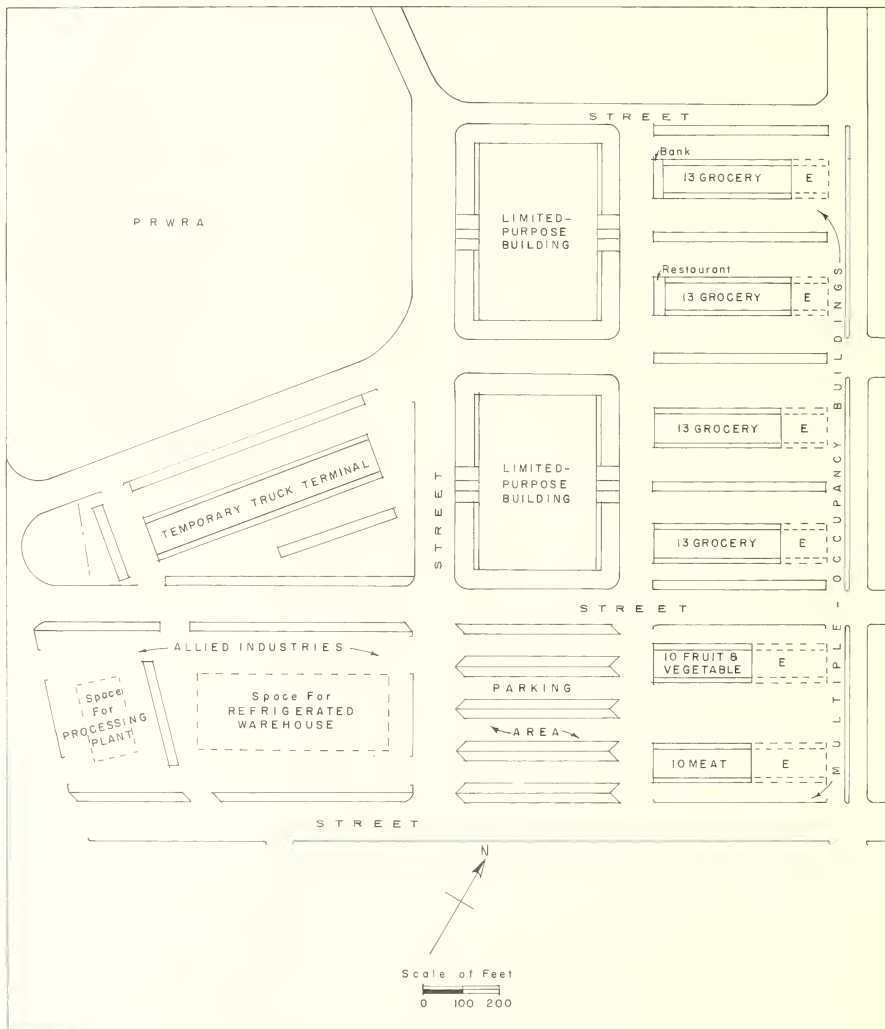 STREET
Bank
13 GROCERY E
PRWRA
LIMITED-
PURPOSE
BUILDING
Restaurant
13 GROCERY E
MULTIPLE-OCCUPANCY BUILDINGS
13 GROCERY E
LIMITED-
PURPOSE
BUILDING
TEMPORARY TRUCK TERMINAL
STREET
13 GROCERY E
STREET
ALLIED INDUSTRIES
10 FRUIT &
VEGETABLE
E
Space
For
PROCESSING
PLANT
Space For
REFRIGERATED
WAREHOUSE
PARKING
AREA
10 MEAT E
STREET
N
Scale of Feet
0 100 200